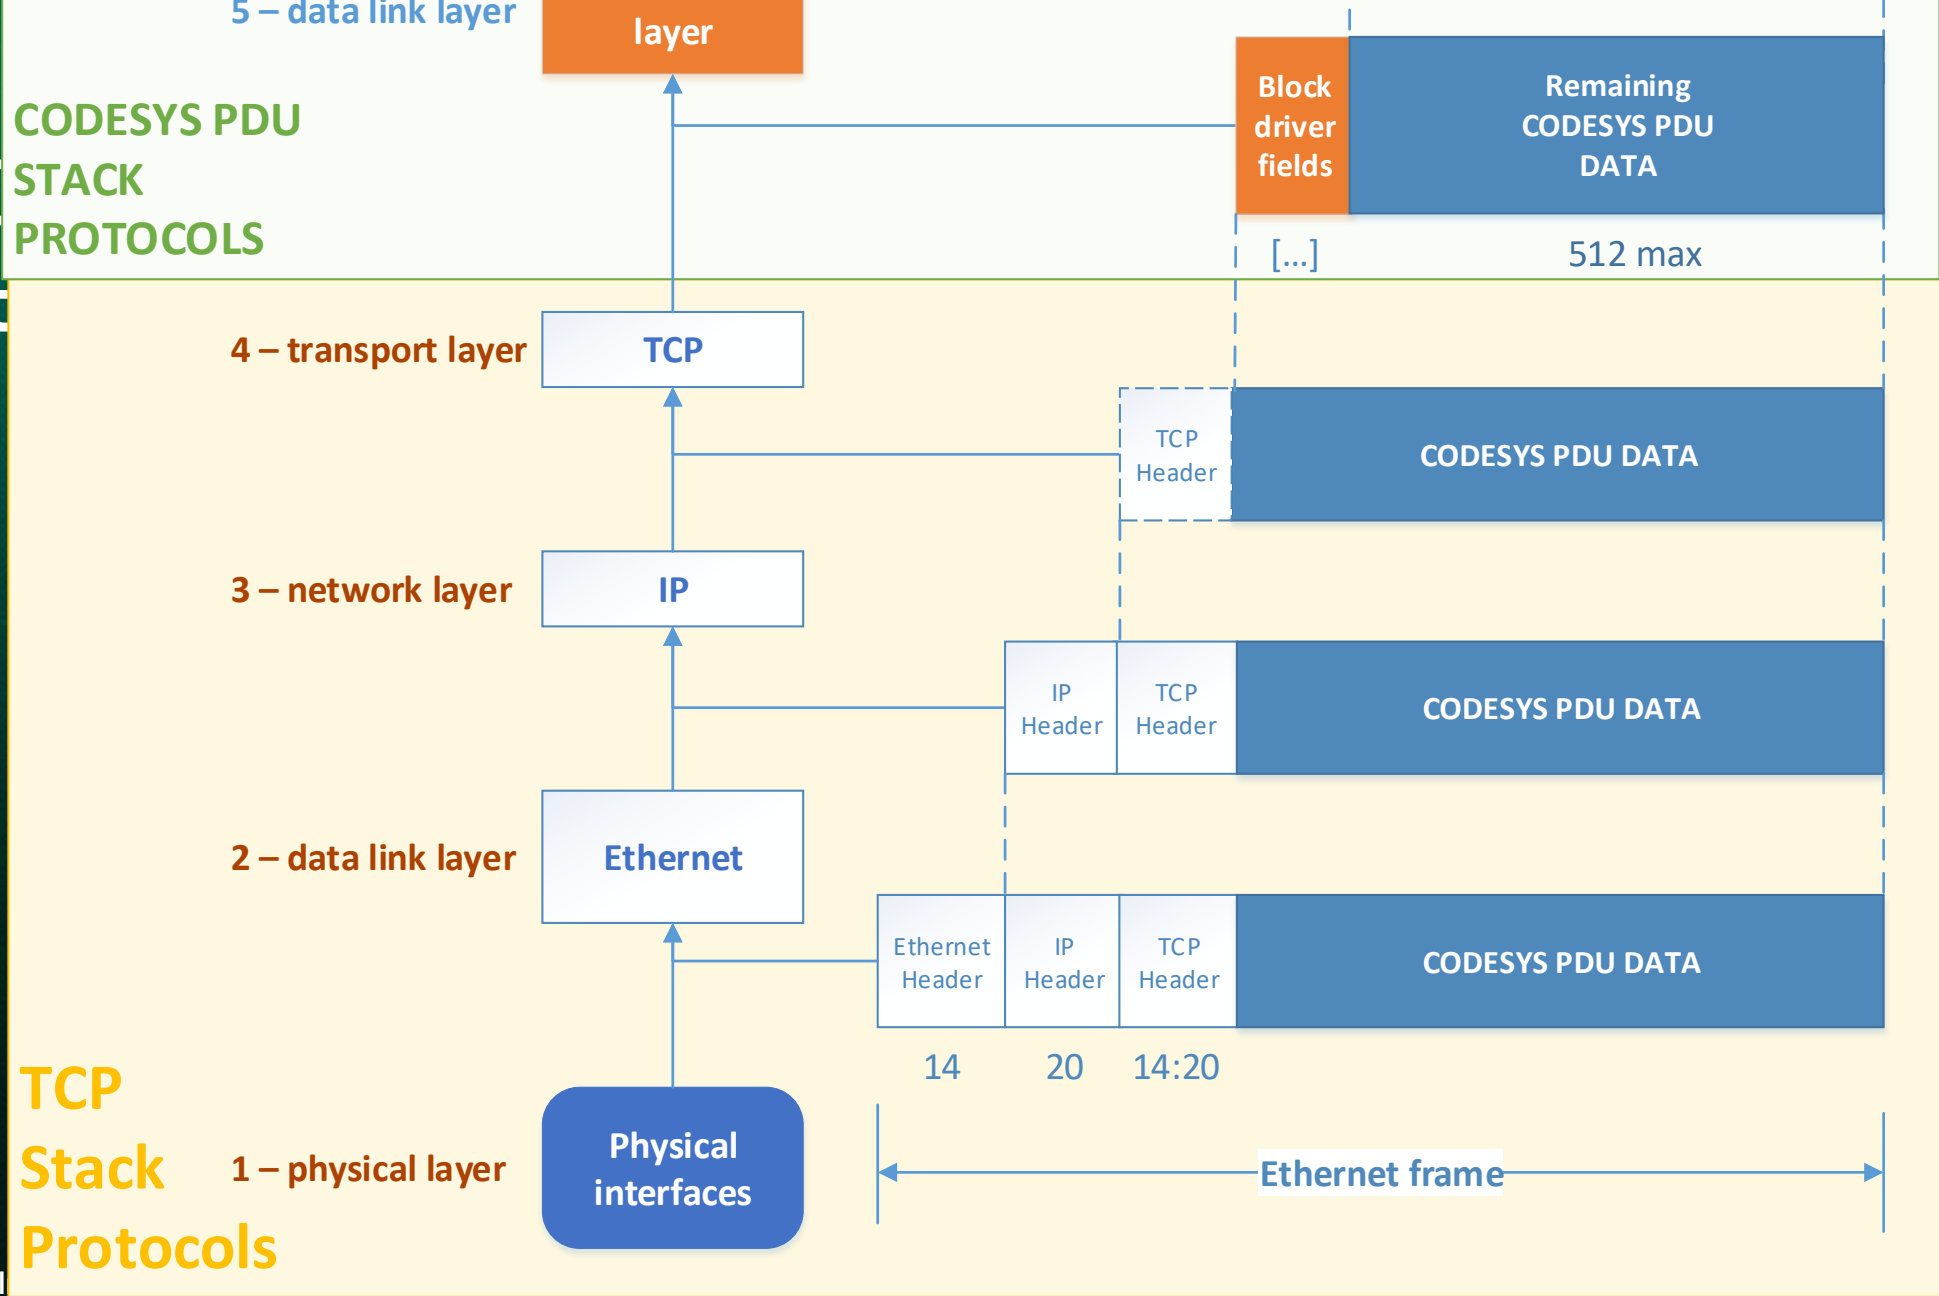 5 – data link layer
layer
Block
driver
fields
Remaining
CODESYS PDU
DATA
CODESYS PDU
STACK
PROTOCOLS
[...]
512 max
4 – transport layer
TCP
TCP
Header
CODESYS PDU DATA
3 – network layer
IP
IP
Header
TCP
Header
CODESYS PDU DATA
2 – data link layer
Ethernet
Ethernet
Header
IP
Header
TCP
Header
CODESYS PDU DATA
14
20
14:20
TCP
Stack
Protocols
1 – physical layer
Physical
interfaces
Ethernet frame